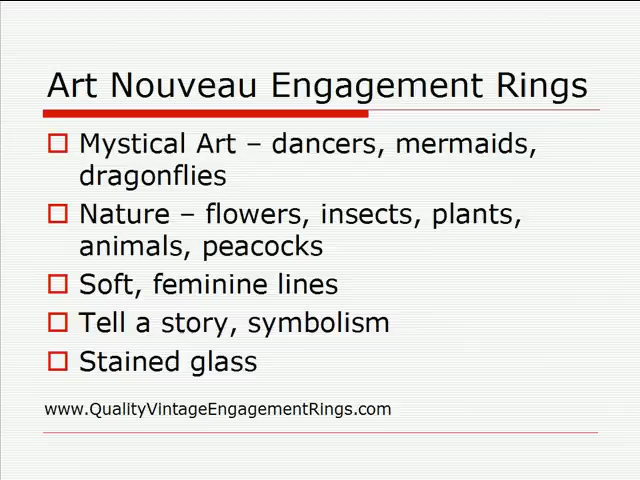 Art Nouveau Engagement Rings
Mystical Art – dancers, mermaids,
dragonflies
Nature – flowers, insects, plants,
animals, peacocks
Soft, feminine lines
Tell a story, symbolism
Stained glass
www.QualityVintageEngagementRings.com